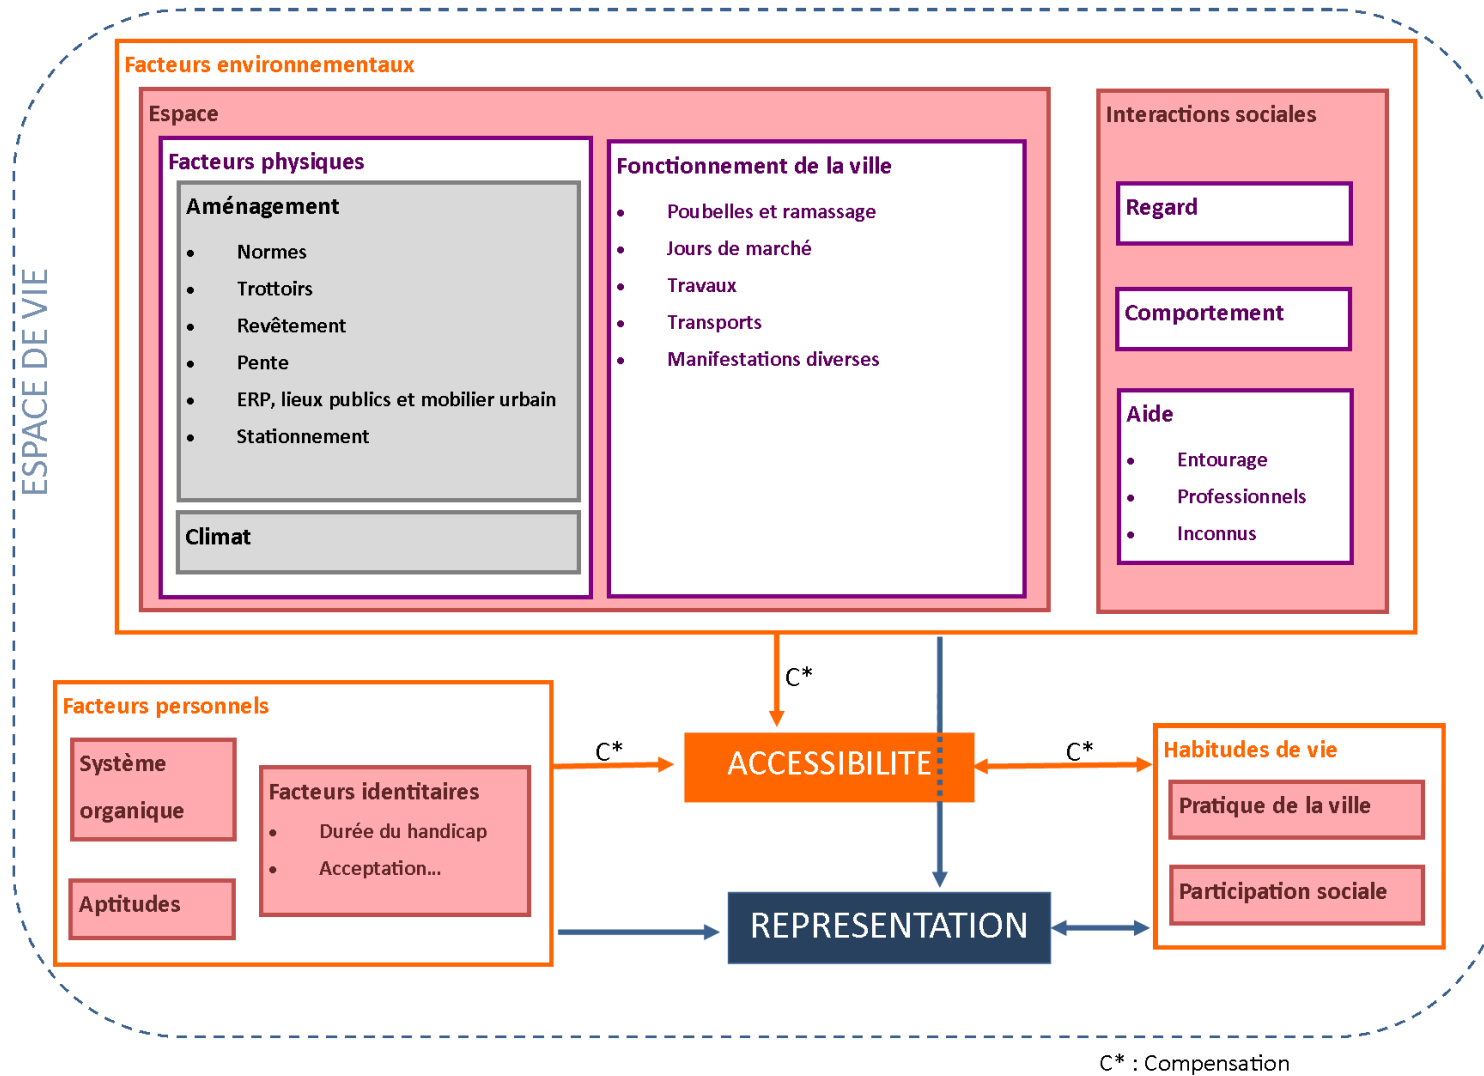 ESPACE DE VIE
Facteurs environnementaux
Espace
Facteurs physiques
Aménagement
• Normes
• Trottoirs
• Revêtement
• Pente
• ERP, lieux publics et mobilier urbain
• Stationnement
Climat
Fonctionnement de la ville
• Poubelles et ramassage
• Jours de marché
• Travaux
• Transports
• Manifestations diverses
Interactions sociales
Regard
Comportement
Aide
• Entourage
• Professionnels
• Inconnus
C*
Facteurs personnels
Système
organique
Aptitudes
Facteurs identitaires
• Durée du handicap
• Acceptation...
C*
ACCESSIBILITE
C*
REPRESENTATION
Habitudes de vie
Pratique de la ville
Participation sociale
C* : Compensation